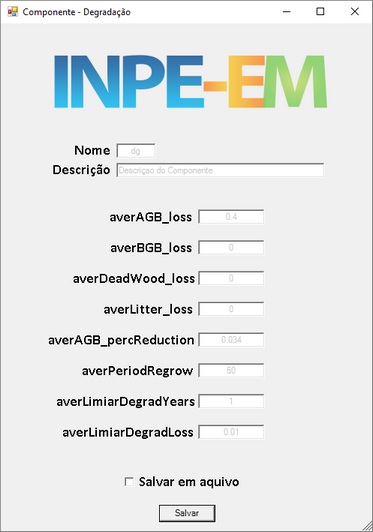 Componente - Degradação
INPE-EM
Nome dg
Descrição Descriçao do Componente
averAGB_loss 0.4
averBGB_loss 0
averDeadWood_loss 0
averLitter_loss 0
averAGB_percReduction 0.034
averPeriodRegrow 50
averLimiarDegradYears 1
averLimiarDegradLoss 0.01
Salvar em aquivo
Salvar